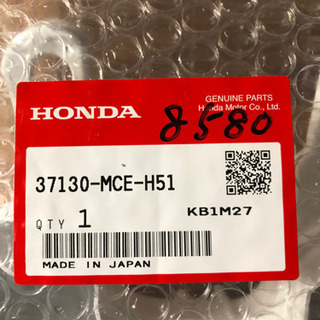 GENUINE PARTS
HONDA Honda Motor Co., Ltd.
8580
37130-MCE-H51
QTY 1 KB1M27
MADE IN JAPAN